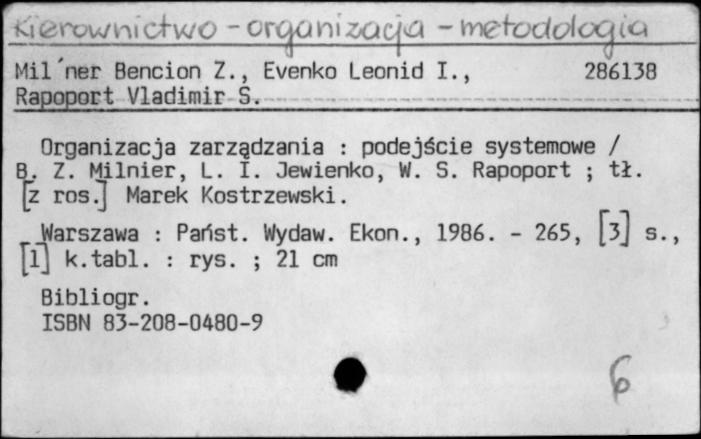 Kierownictwo - organizacja - metodologia
Mil´ner Bencion Z., Evenko Leonid I., 286138
Rapoport Vladimir S.
Organizacja zarządzania : podejście systemowe /
B. Z. Milnier, L. I. Jewienko, W. S. Rapoport ; tł.
[z ros.] Marek Kostrzewski.
Warszawa : Państ. Wydaw. Ekon., 1986. - 265, [3] s.,
[1] k.tabl. : rys. ; 21 cm
Bibliogr.
ISBN 83-208-0480-9
6